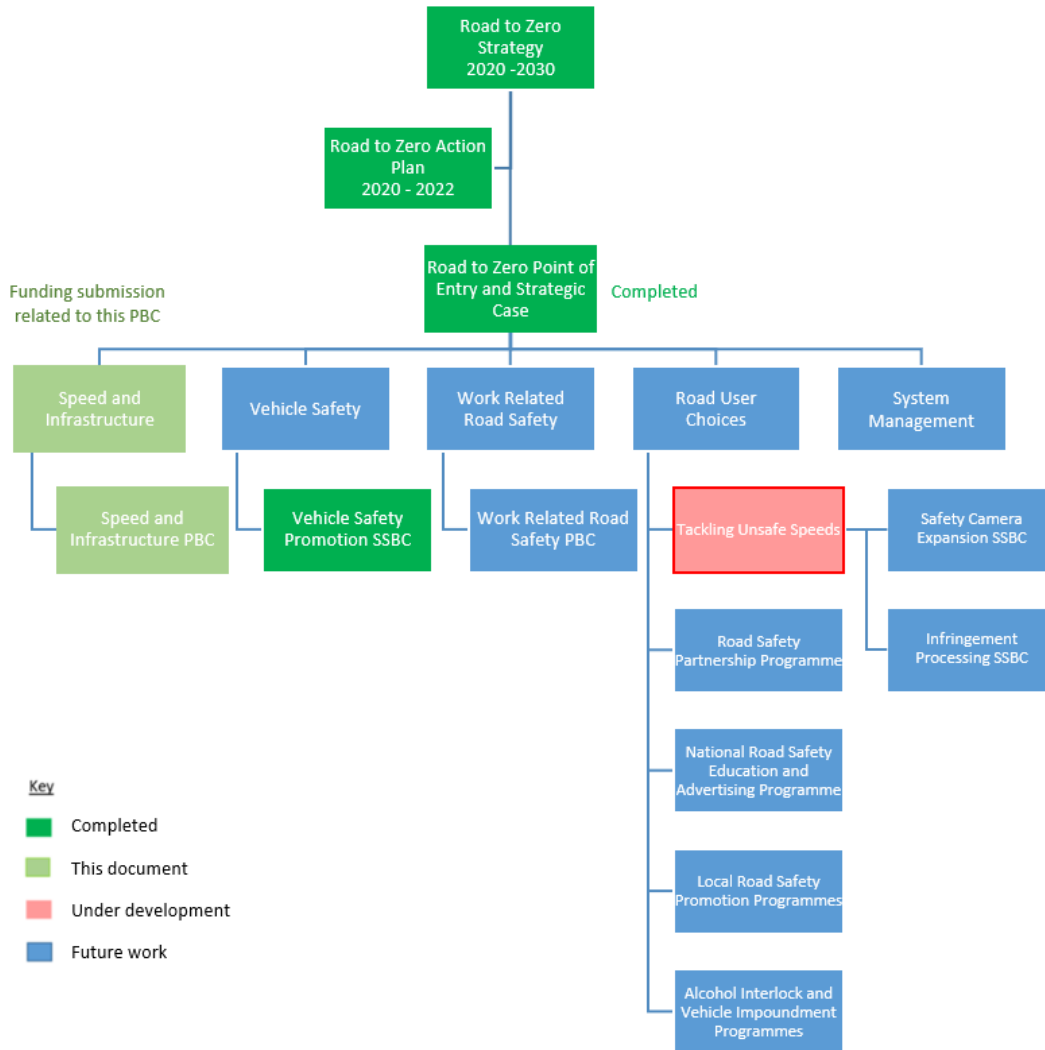 Road to Zero
Strategy
2020 -2030
Road to Zero Action
Plan
2020 - 2022
Road to Zero Point of
Entry and Strategic
Case
Completed
Funding submission
related to this PBC
Speed and
Infrastructure
Vehicle Safety
Work Related
Road Safety
Road User
Choices
System
Management
Speed and
Infrastructure PBC
Vehicle Safety
Promotion SSBC
Work Related Road
Safety PBC
Tackling Unsafe Speeds
Safety Camera
Expansion SSBC
Road Safety
Partnership Programme
Infringement
Processing SSBC
National Road Safety
Education and
Advertising Programme
Local Road Safety
Promotion Programmes
Alcohol Interlock and
Vehicle Impoundment
Programmes
Key
Completed
This document
Under development
Future work